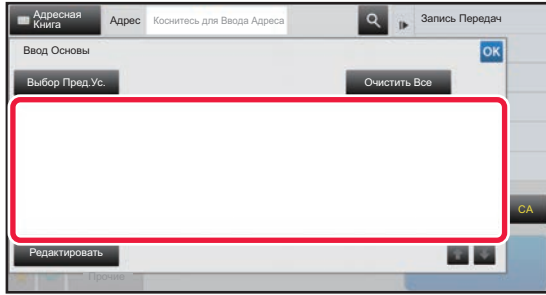 Адресная Книга
Адрес
Коснитесь для Ввода Адреса
Запись Передач
Ввод Основы
OK
Выбор Пред.Ус.
Очистить Все
CA
Редактировать
Прочие